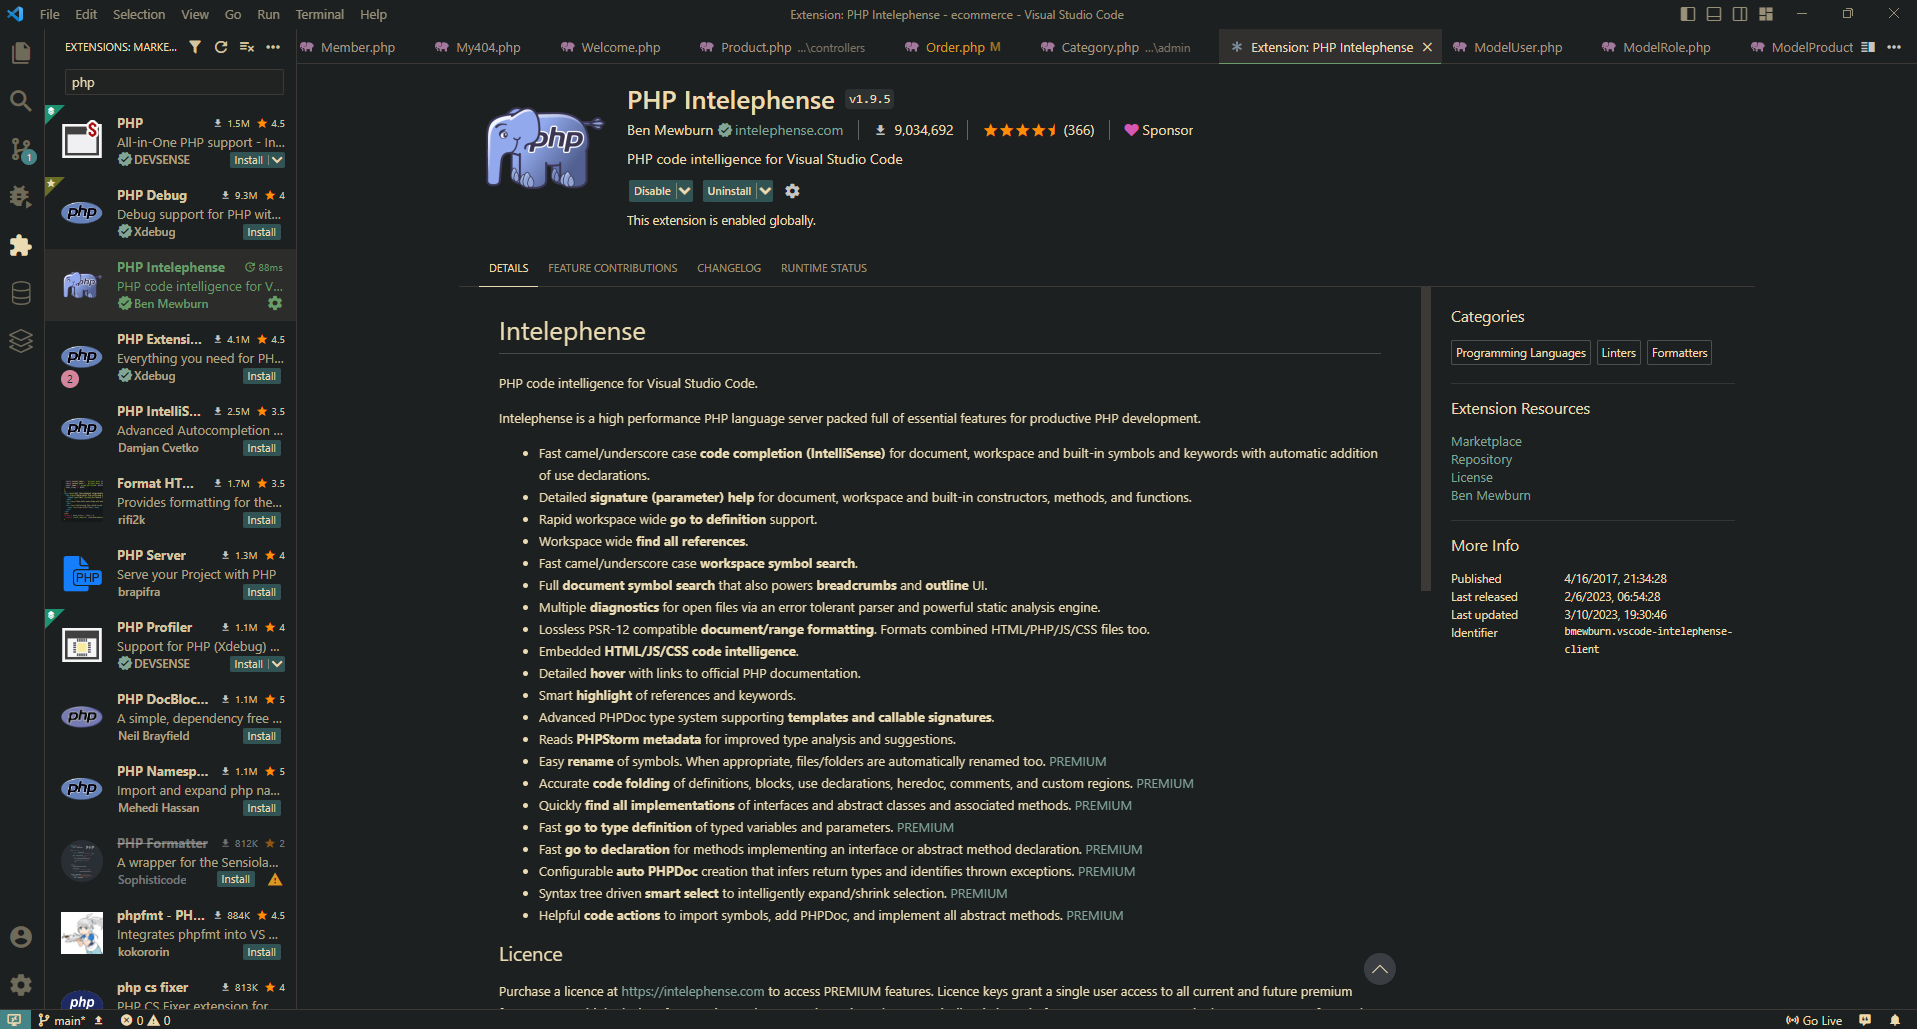 File Edit Selection View Go Run Terminal Help
Extension: PHP Intelephense - ecommerce - Visual Studio Code
EXTENSIONS: MARKE...
Member.php
My404.php
Welcome.php
Product.php ...\controllers
Order.php M
Category.php ...\admin
Extension: PHP Intelephense
ModelUser.php
ModelRole.php
ModelProduct
php
PHP 1.5M 4.5
All-in-One PHP support - In...
DEVSENSE Install
PHP Debug 9.3M 4
Debug support for PHP wit...
Xdebug Install
PHP Intelephense 88ms
PHP code intelligence for V...
Ben Mewburn
PHP Extensi... 4.1M 4.5
Everything you need for PH...
Xdebug Install
2
PHP IntelliS... 2.5M 3.5
Advanced Autocompletion ...
Damjan Cvetko Install
Format HT... 1.7M 3.5
Provides formatting for the...
rifi2k Install
PHP Server 1.3M 4
Serve your Project with PHP
brapifra Install
PHP Profiler 1.1M 4
Support for PHP (Xdebug) ...
DEVSENSE Install
PHP DocBloc... 1.1M 5
A simple, dependency free ...
Neil Brayfield Install
PHP Namesp... 1.1M 5
Import and expand php na...
Mehedi Hassan Install
PHP Formatter 812K 2
A wrapper for the Sensiola...
Sophisticode Install
phpfmt - PH... 884K 4.5
Integrates phpfmt into VS ...
kokororin Install
php cs fixer 813K 4
PHP CS Fixer extension for
1
php
PHP Intelephense v1.9.5
Ben Mewburn intelephense.com 9,034,692 (366) Sponsor
PHP code intelligence for Visual Studio Code
Disable Uninstall
This extension is enabled globally.
DETAILS FEATURE CONTRIBUTIONS CHANGELOG RUNTIME STATUS
Intelephense
PHP code intelligence for Visual Studio Code.
Intelephense is a high performance PHP language server packed full of essential features for productive PHP development.
• Fast camel/underscore case code completion (IntelliSense) for document, workspace and built-in symbols and keywords with automatic addition
of use declarations.
• Detailed signature (parameter) help for document, workspace and built-in constructors, methods, and functions.
• Rapid workspace wide go to definition support.
• Workspace wide find all references.
• Fast camel/underscore case workspace symbol search.
• Full document symbol search that also powers breadcrumbs and outline UI.
• Multiple diagnostics for open files via an error tolerant parser and powerful static analysis engine.
• Lossless PSR-12 compatible document/range formatting. Formats combined HTML/PHP/JS/CSS files too.
• Embedded HTML/JS/CSS code intelligence.
• Detailed hover with links to official PHP documentation.
• Smart highlight of references and keywords.
• Advanced PHPDoc type system supporting templates and callable signatures.
• Reads PHPStorm metadata for improved type analysis and suggestions.
• Easy rename of symbols. When appropriate, files/folders are automatically renamed too. PREMIUM
• Accurate code folding of definitions, blocks, use declarations, heredoc, comments, and custom regions. PREMIUM
• Quickly find all implementations of interfaces and abstract classes and associated methods. PREMIUM
• Fast go to type definition of typed variables and parameters. PREMIUM
• Fast go to declaration for methods implementing an interface or abstract method declaration. PREMIUM
• Configurable auto PHPDoc creation that infers return types and identifies thrown exceptions. PREMIUM
• Syntax tree driven smart select to intelligently expand/shrink selection. PREMIUM
• Helpful code actions to import symbols, add PHPDoc, and implement all abstract methods. PREMIUM
Licence
Purchase a licence at https://intelephense.com to access PREMIUM features. Licence keys grant a single user access to all current and future premium
Categories
Programming Languages Linters Formatters
Extension Resources
Marketplace
Repository
License
Ben Mewburn
More Info
Published 4/16/2017, 21:34:28
Last released 2/6/2023, 06:54:28
Last updated 3/10/2023, 19:30:46
Identifier bmewburn.vscode-intelephense-
client
main* 0 0 Go Live